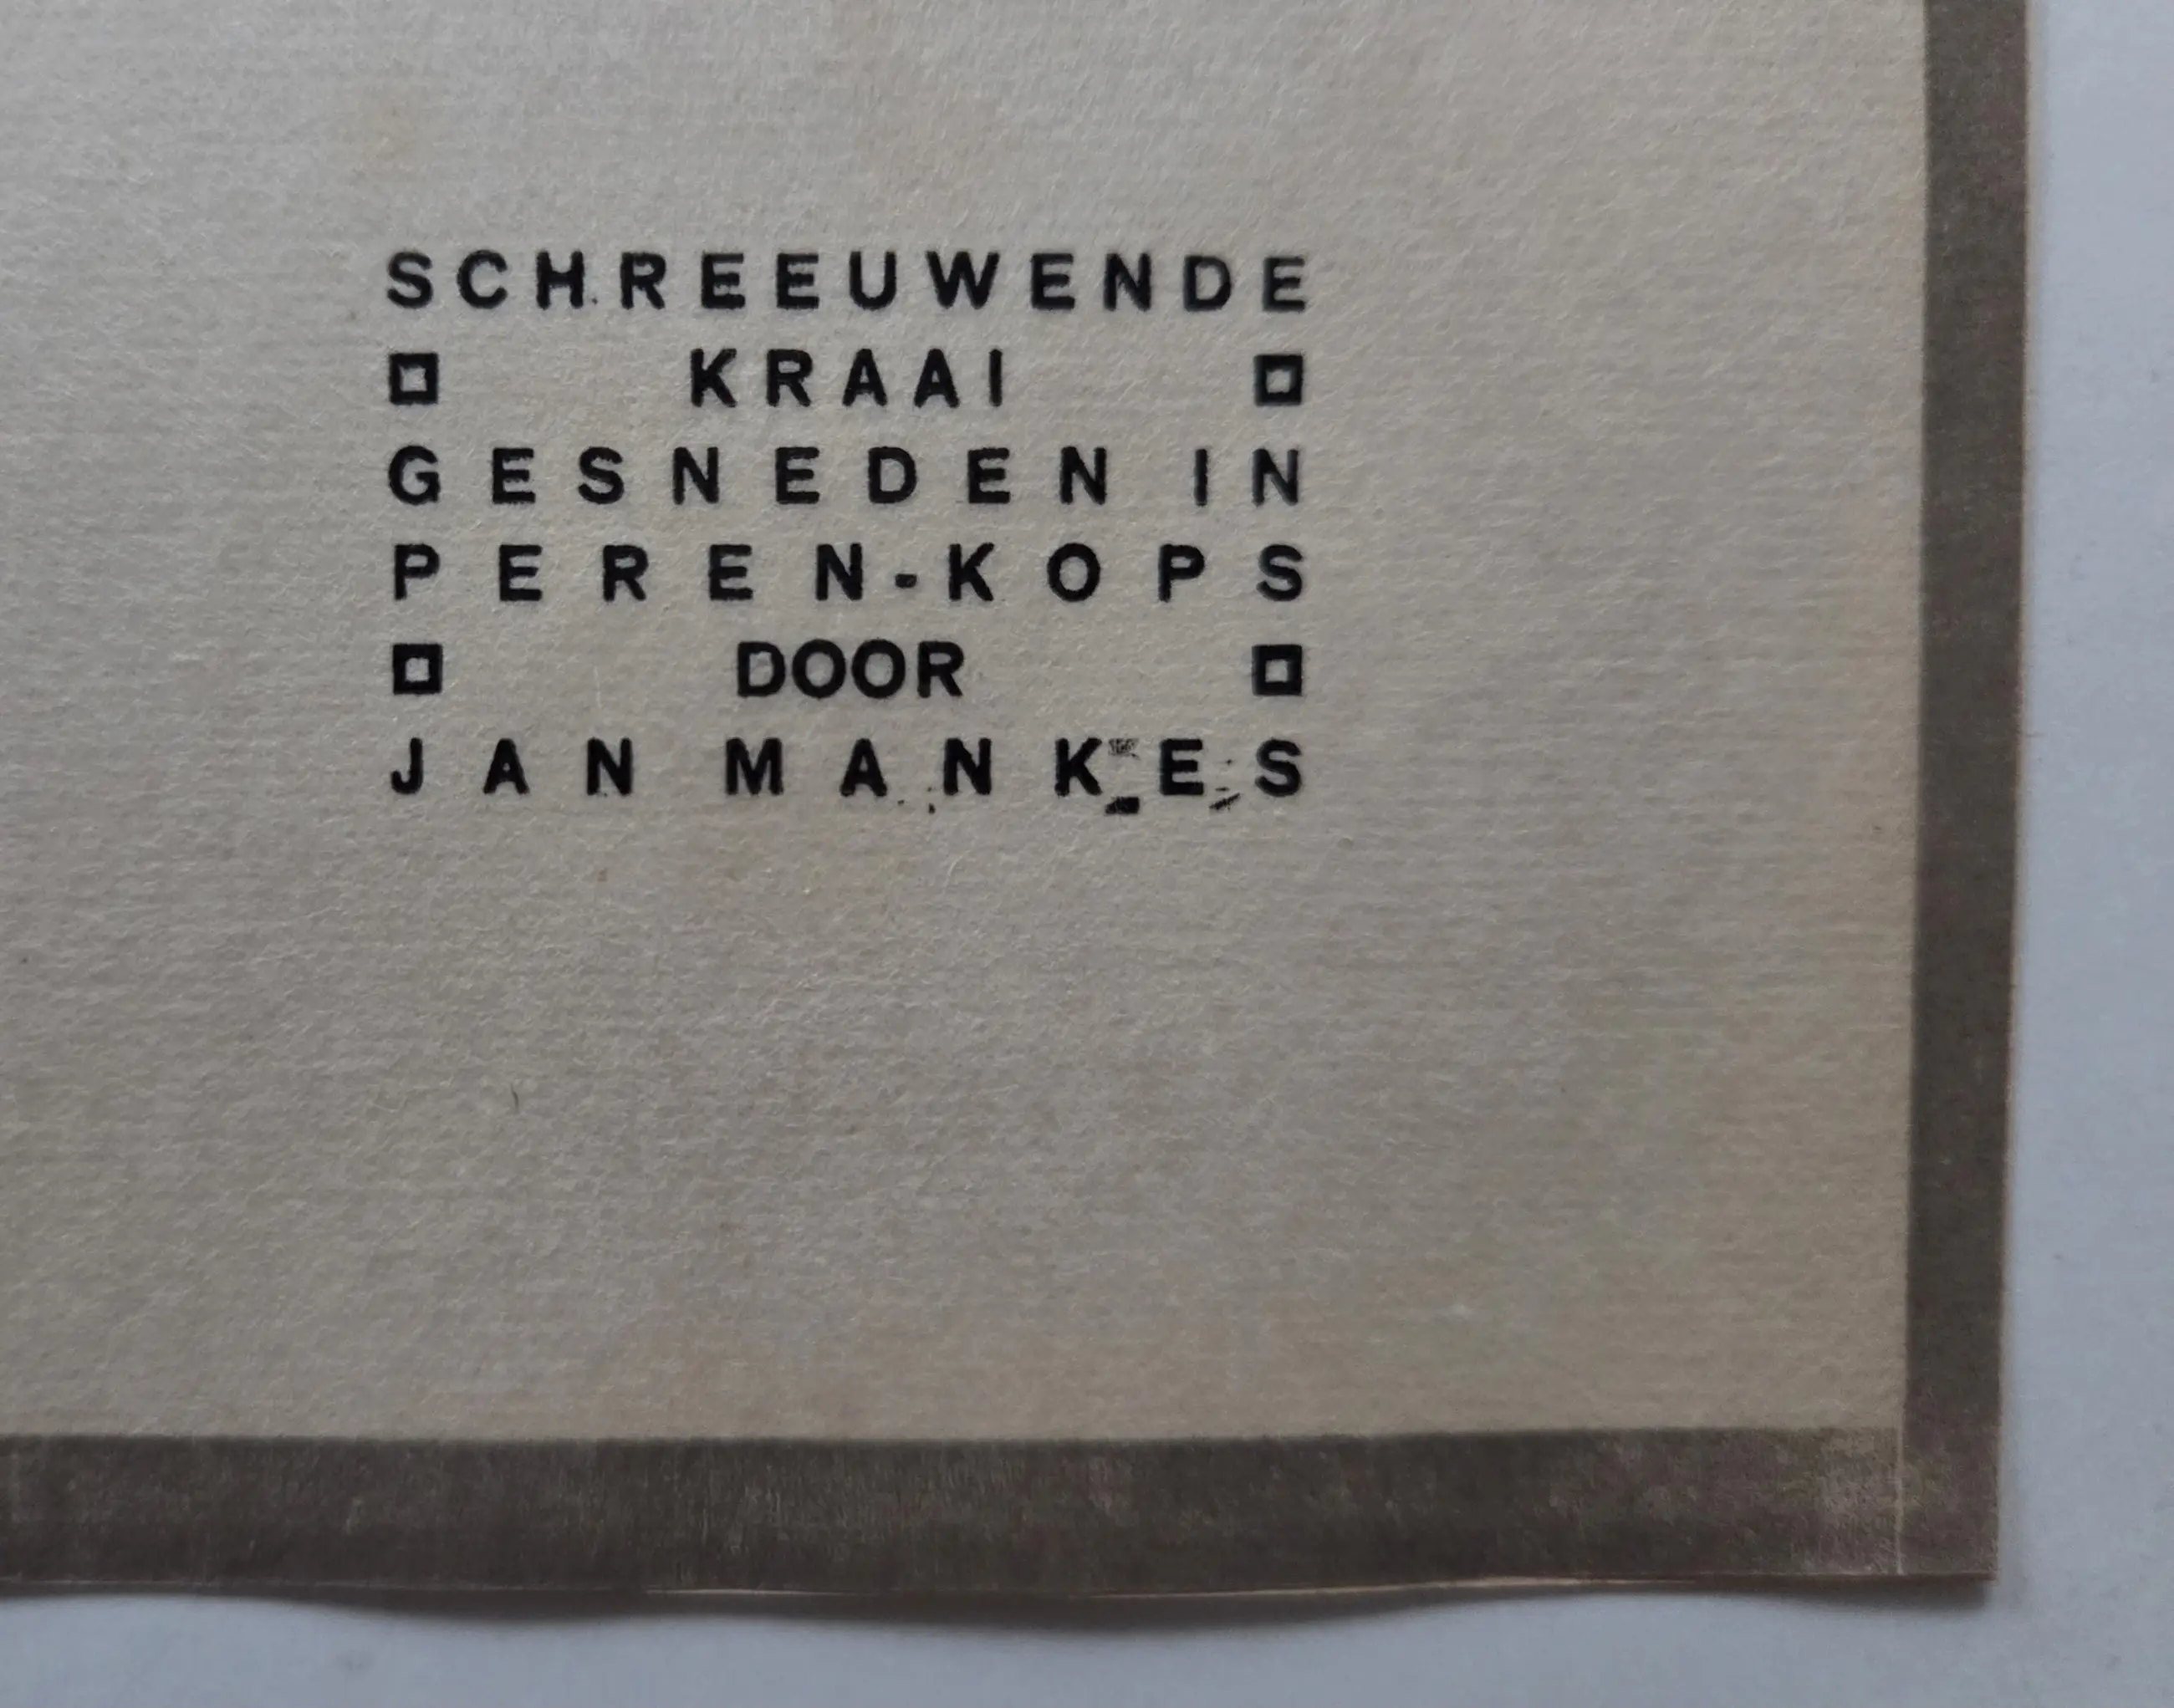 SCHREEUWENDE
KRAAI
GESNEDEN IN
PEREN-KOPS
DOOR
JAN MANKES